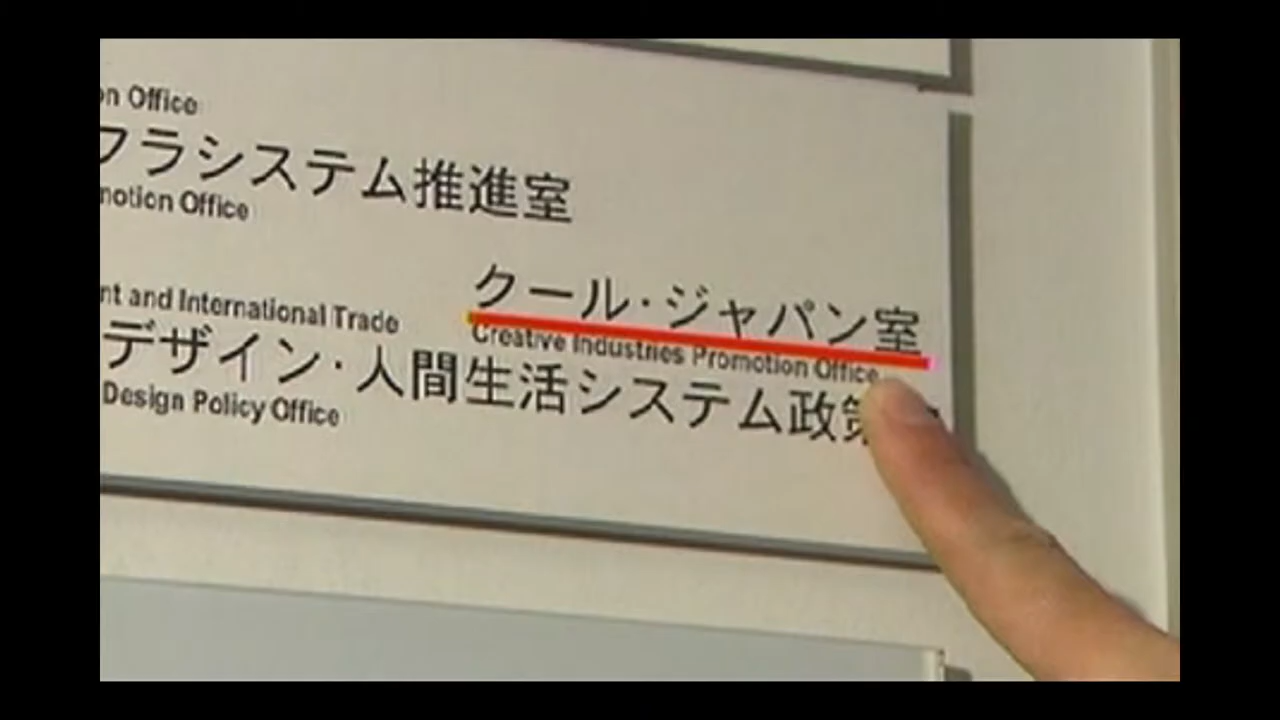 on Office
フラシステム推進室
notion Office
クール・ジャパン室
nt and International Trade
Creative Industries Promotion Office
デザイン・人間生活システム政策
Design Policy Office